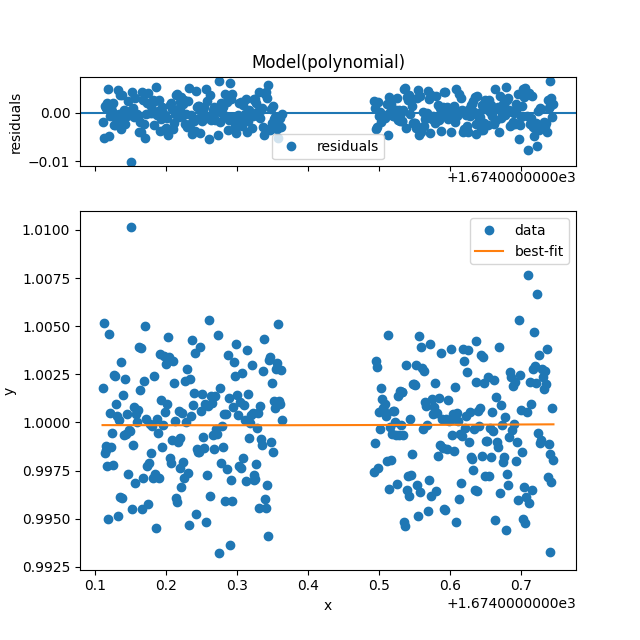 Model(polynomial)
residuals
0.00
−0.01
residuals
+1.6740000000e3
y
1.0100
1.0075
1.0050
1.0025
1.0000
0.9975
0.9950
0.9925
data
best-fit
0.1 0.2 0.3 0.4 0.5 0.6 0.7
x
+1.6740000000e3